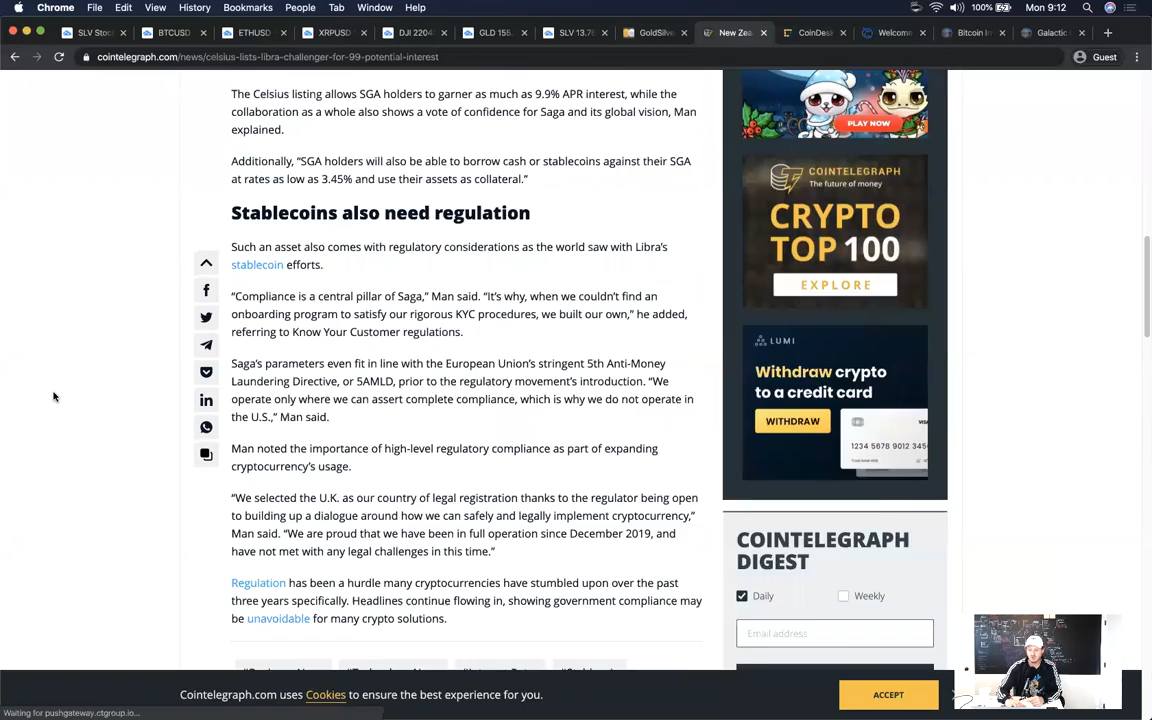 Chrome File Edit View History Bookmarks People Tab Window Help 100% Mon 9:12
SLV Stoc BTCUSD ETHUSD XRPUSD DJI 2204 GLD 156. SLV 13.7 GoldSilve New Zea CoinDes Welcome Bitcoin In Galactic
cointelegraph.com/news/celsius-lists-libra-challenger-for-99-potential-interest Guest
The Celsius listing allows SGA holders to garner as much as 9.9% APR interest, while the
collaboration as a whole also shows a vote of confidence for Saga and its global vision, Man
explained.
Additionally, “SGA holders will also be able to borrow cash or stablecoins against their SGA
at rates as low as 3.45% and use their assets as collateral.”
Stablecoins also need regulation
Such an asset also comes with regulatory considerations as the world saw with Libra’s
stablecoin efforts.
“Compliance is a central pillar of Saga,” Man said. “It’s why, when we couldn’t find an
onboarding program to satisfy our rigorous KYC procedures, we built our own,” he added,
referring to Know Your Customer regulations.
Saga’s parameters even fit in line with the European Union’s stringent 5th Anti-Money
Laundering Directive, or 5AMLD, prior to the regulatory movement’s introduction. “We
operate only where we can assert complete compliance, which is why we do not operate in
the U.S.,” Man said.
Man noted the importance of high-level regulatory compliance as part of expanding
cryptocurrency’s usage.
“We selected the U.K. as our country of legal registration thanks to the regulator being open
to building up a dialogue around how we can safely and legally implement cryptocurrency,”
Man said. “We are proud that we have been in full operation since December 2019, and
have not met with any legal challenges in this time.”
Regulation has been a hurdle many cryptocurrencies have stumbled upon over the past
three years specifically. Headlines continue flowing in, showing government compliance may
be unavoidable for many crypto solutions.
PLAY NOW
COINTELEGRAPH
The future of money
CRYPTO
TOP 100
EXPLORE
LUMI
Withdraw crypto
to a credit card
WITHDRAW
VISA
1234 5678 9012 345
COINTELEGRAPH
DIGEST
Daily Weekly
Email address
Cointelegraph.com uses Cookies to ensure the best experience for you.
ACCEPT
Waiting for pushgateway.ctgroup.io...